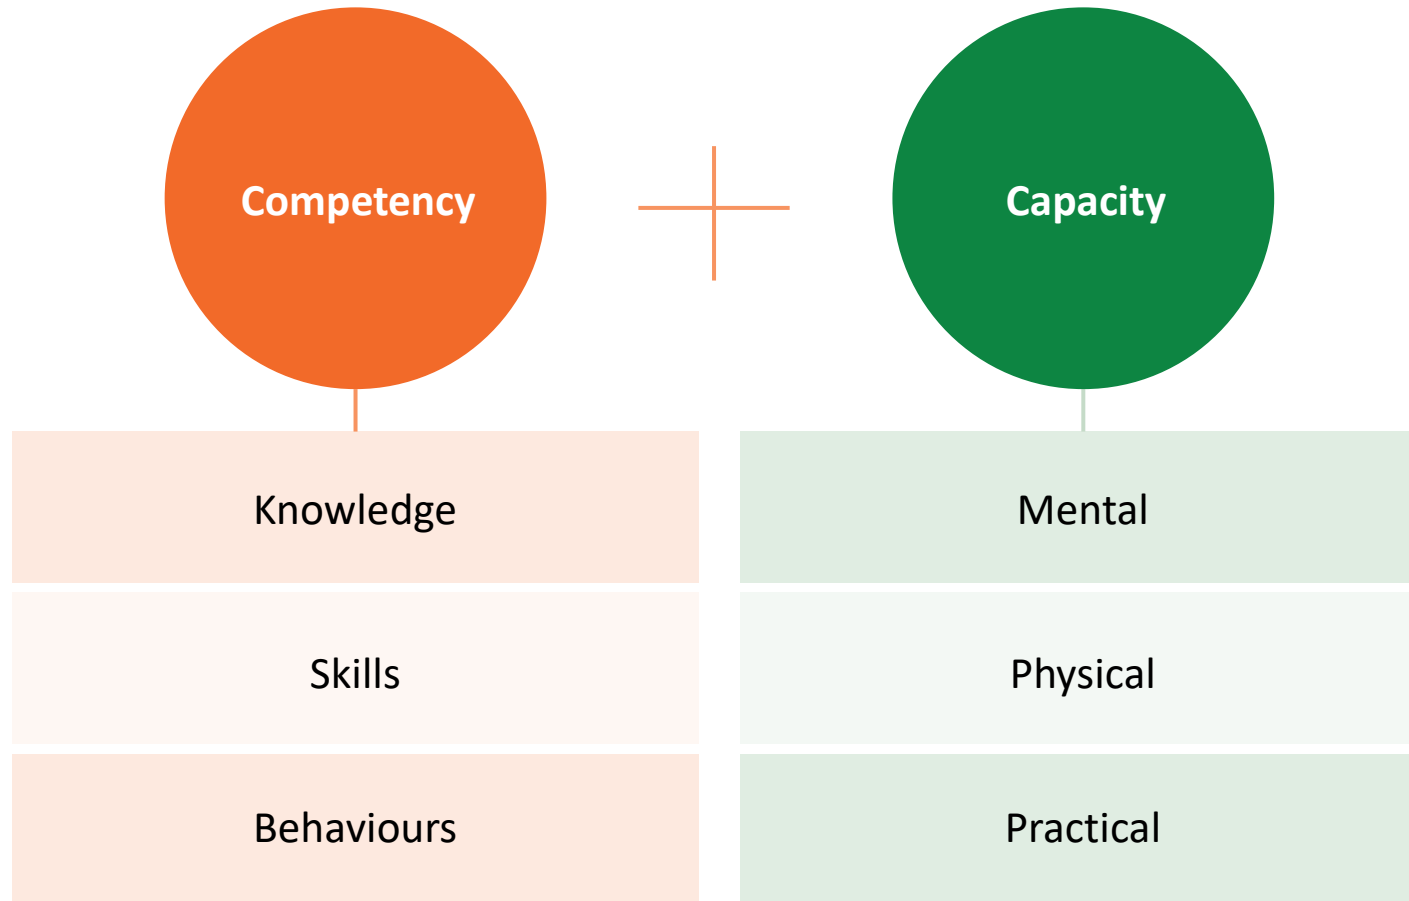 Competency
Capacity
Knowledge
Mental
Skills
Physical
Behaviours
Practical